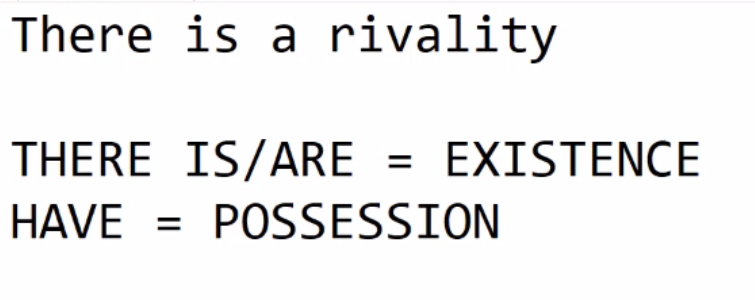 There is a rivality
THERE IS/ARE = EXISTENCE
HAVE = POSSESSION